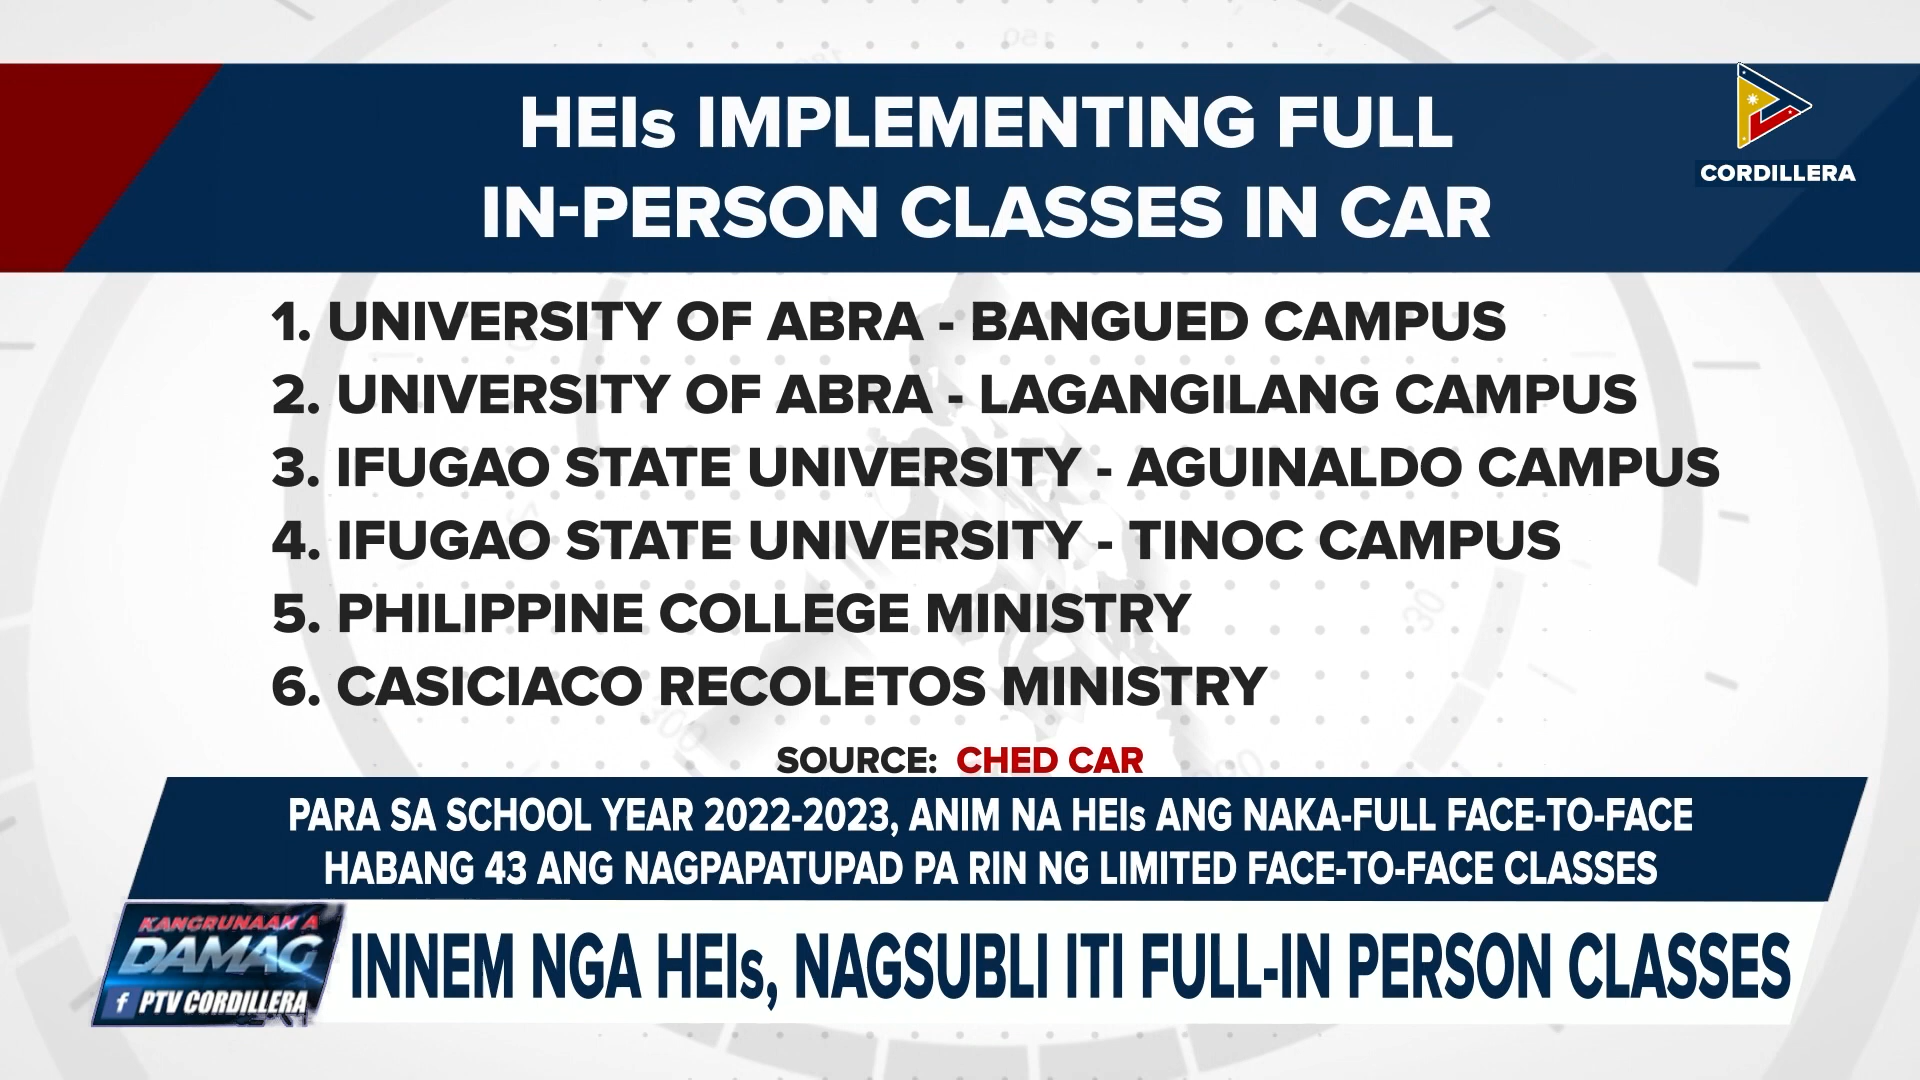 HEIs IMPLEMENTING FULL
IN-PERSON CLASSES IN CAR
CORDILLERA
1. UNIVERSITY OF ABRA - BANGUED CAMPUS
2. UNIVERSITY OF ABRA - LAGANGILANG CAMPUS
3. IFUGAO STATE UNIVERSITY - AGUINALDO CAMPUS
4. IFUGAO STATE UNIVERSITY - TINOC CAMPUS
5. PHILIPPINE COLLEGE MINISTRY
6. CASICIACO RECOLETOS MINISTRY
SOURCE: CHED CAR
PARA SA SCHOOL YEAR 2022-2023, ANIM NA HEIs ANG NAKA-FULL FACE-TO-FACE
HABANG 43 ANG NAGPAPATUPAD PA RIN NG LIMITED FACE-TO-FACE CLASSES
KANGRUNAAN A
DAMAG
f PTV CORDILLERA
INNEM NGA HEIs, NAGSUBLI ITI FULL-IN PERSON CLASSES